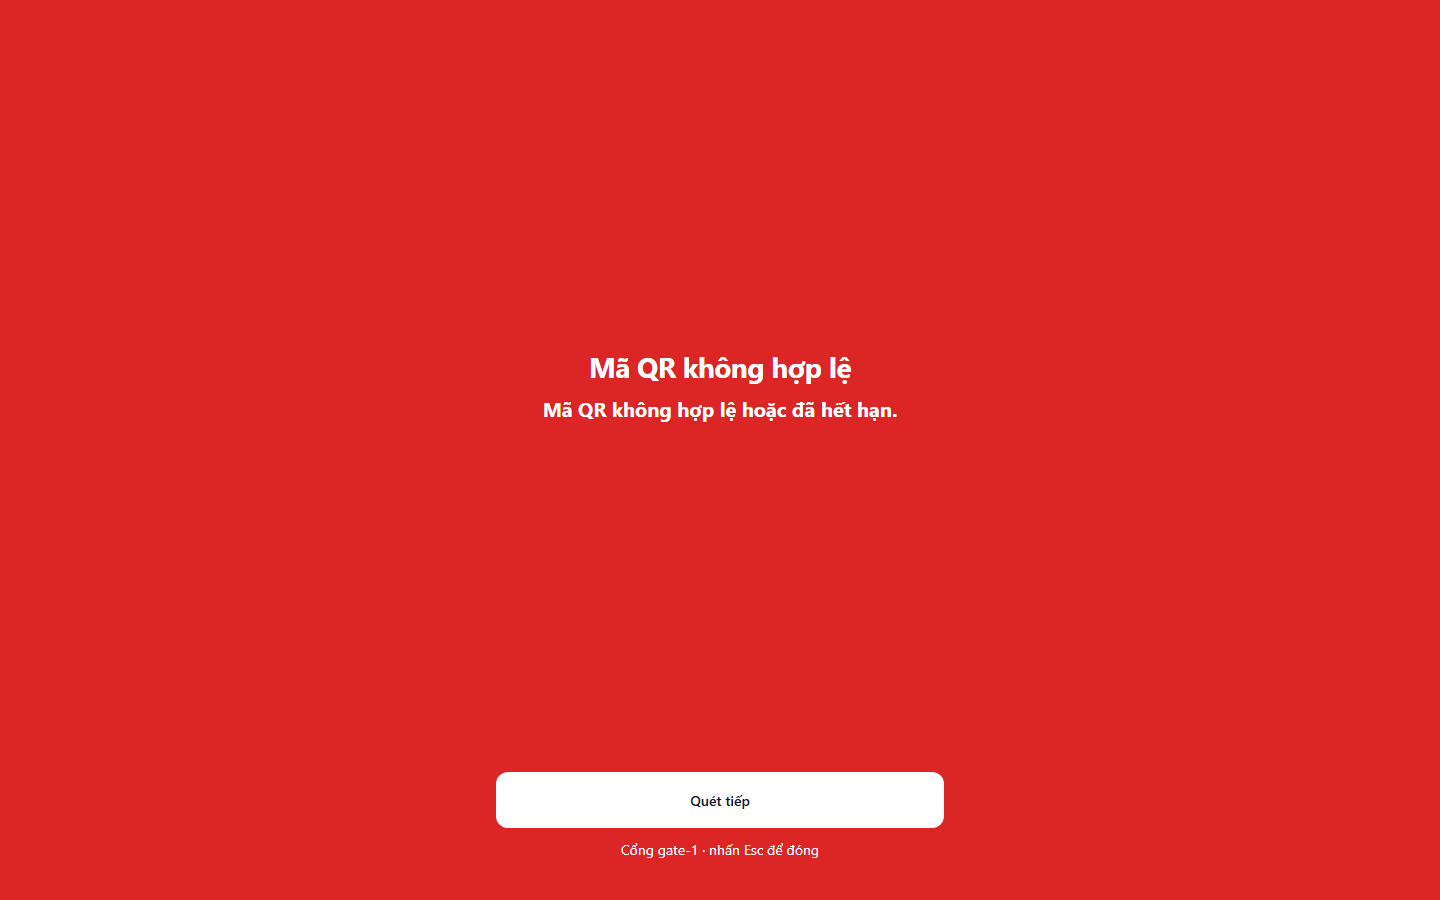 Mã QR không hợp lệ
Mã QR không hợp lệ hoặc đã hết hạn.
Quét tiếp
Cổng gate-1 · nhấn Esc để đóng